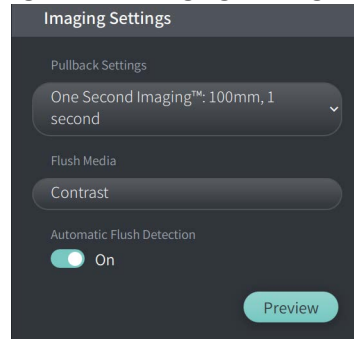 Imaging Settings
Pullback Settings
One Second Imaging™: 100mm, 1
second
Flush Media
Contrast
Automatic Flush Detection
On
Preview